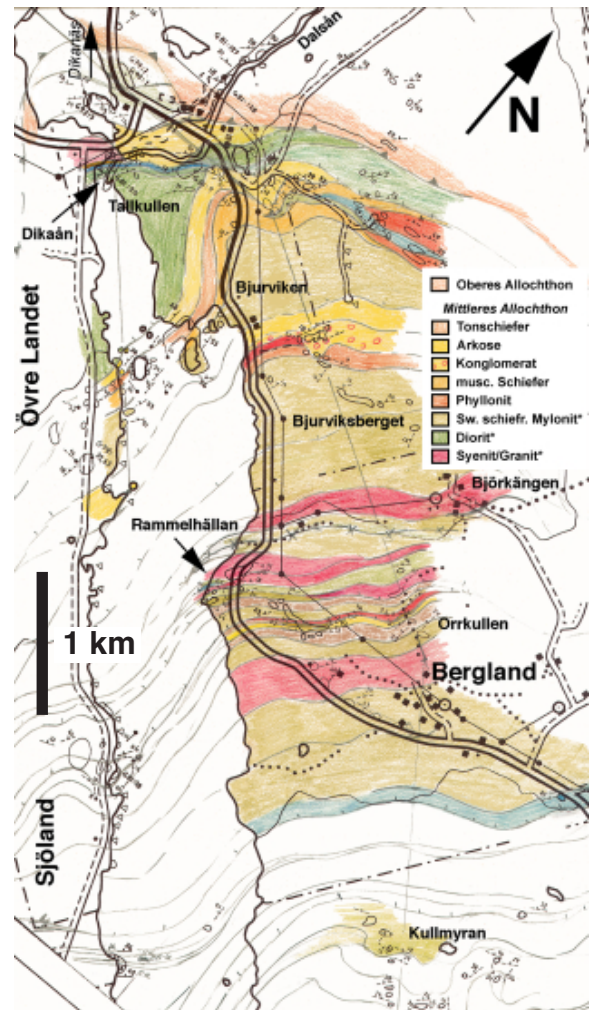 Dikanäs
Dalsån
N
Tallkullen
Dikaån
Övre Landet
Bjurviken
Oberes Allochthon
Mittleres Allochthon
Tonschiefer
Arkose
Konglomerat
musc. Schiefer
Phyllonit
Sw. schiefr. Mylonit*
Diorit*
Syenit/Granit*
Bjurviksberget
Björkängen
Rammelhällan
1 km
Orrkullen
Bergland
Sjöland
Kullmyran